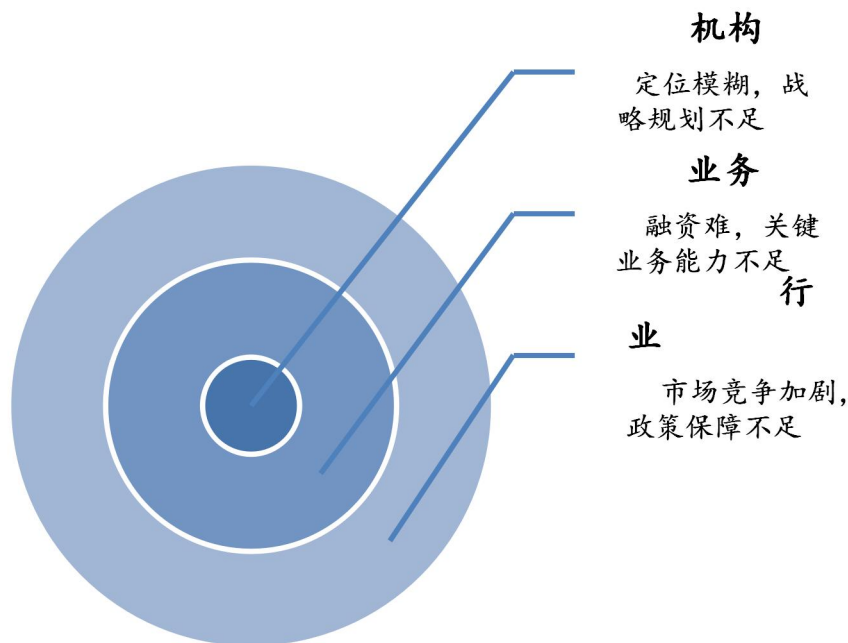 机构
定位模糊，战
略规划不足
业务
融资难，关键
业务能力不足
行
业
市场竞争加剧，
政策保障不足